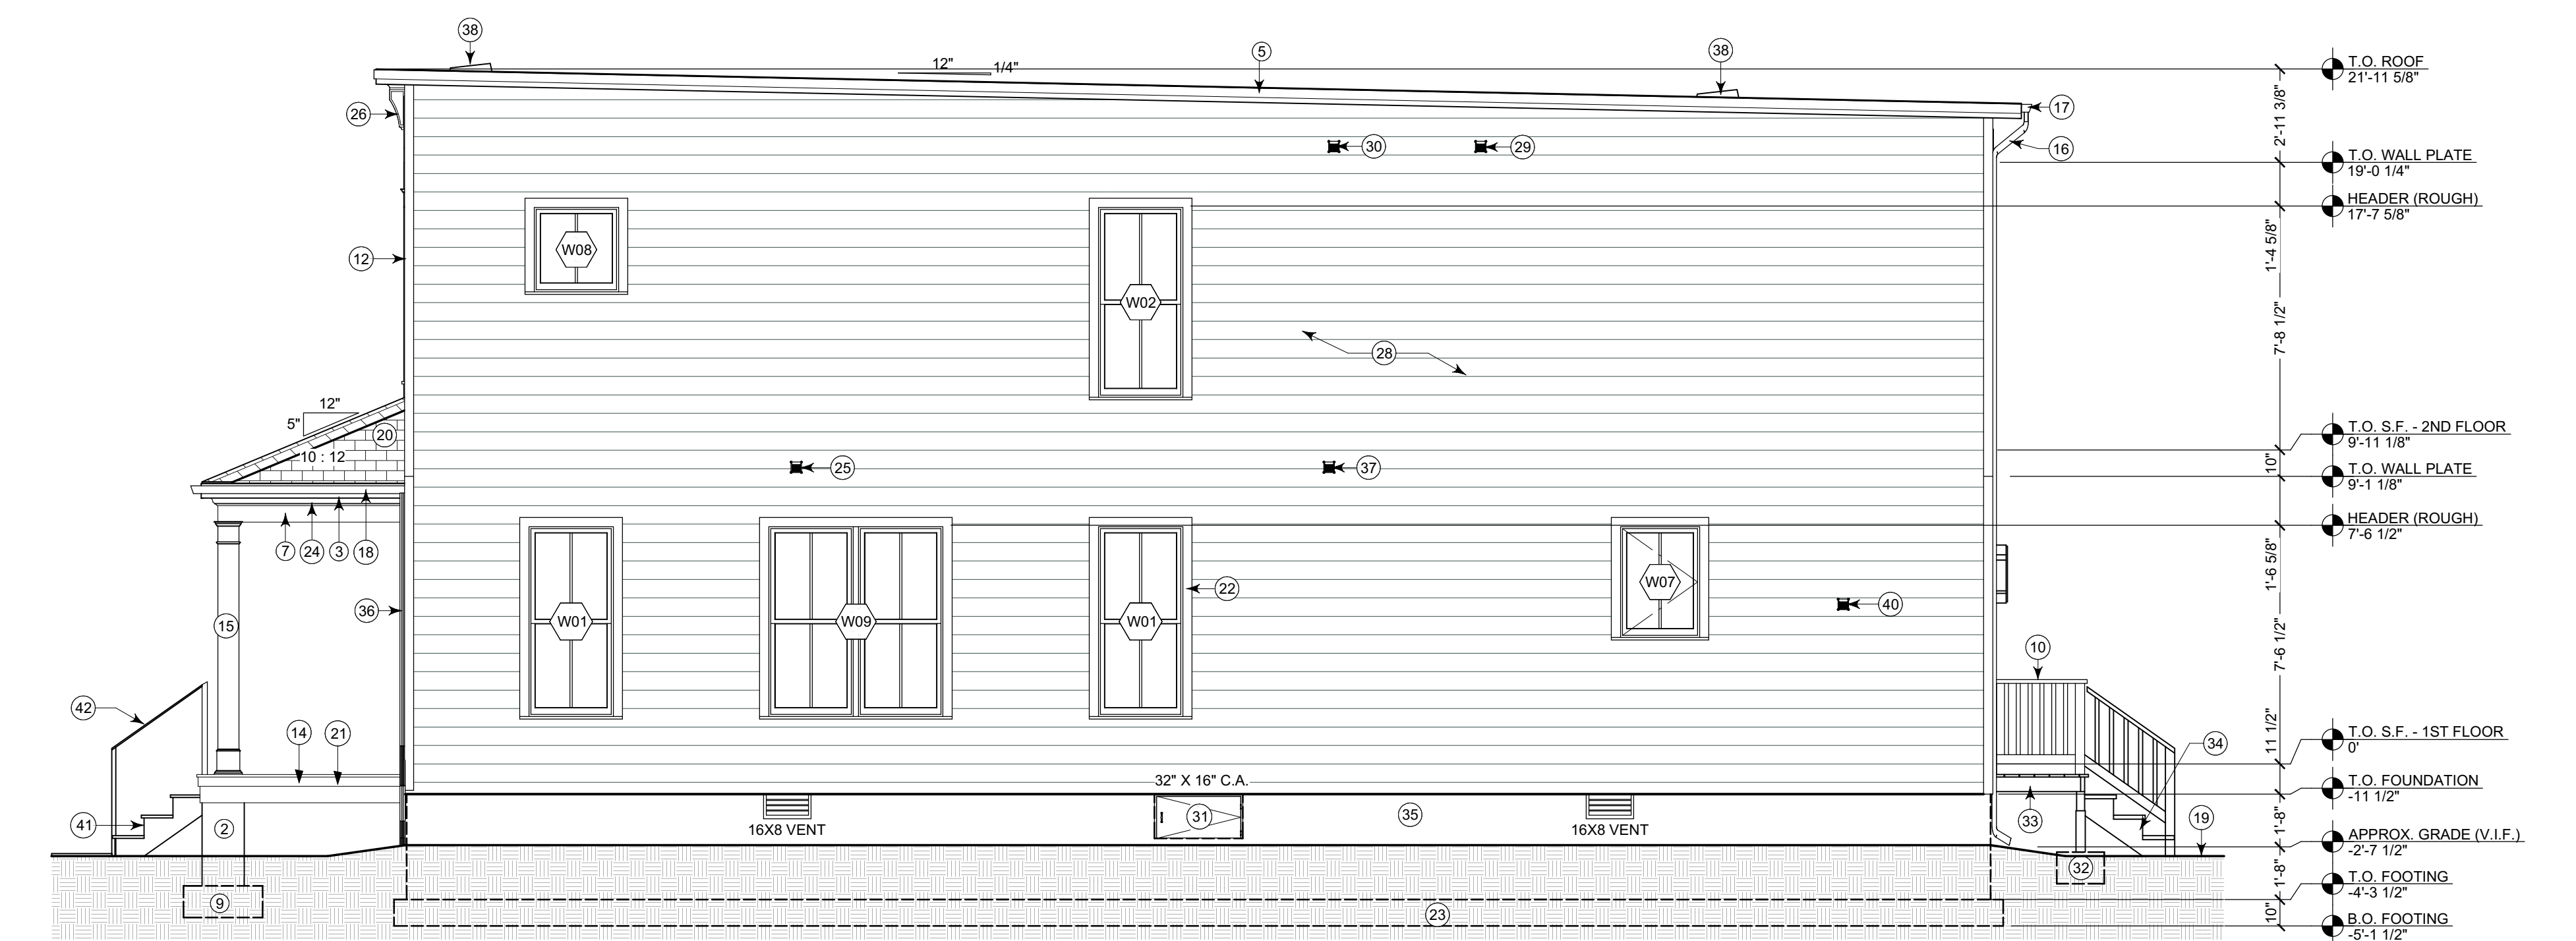 38
12" 1/4"
5
38
T.O. ROOF
21'-11 5/8"
26
17
2'-11 3/8"
30
29
16
T.O. WALL PLATE
19'-0 1/4"
HEADER (ROUGH)
17'-7 5/8"
W08
12
1'-4 5/8"
W02
28
7'-8 1/2"
12"
5"
20
10 : 12
T.O. S.F. - 2ND FLOOR
9'-11 1/8"
25
37
10"
T.O. WALL PLATE
9'-1 1/8"
HEADER (ROUGH)
7'-6 1/2"
7
24
3
18
1'-6 5/8"
W07
22
40
36
15
W01
W09
W01
7'-6 1/2"
10
42
14
21
11 1/2"
T.O. S.F. - 1ST FLOOR
0'
34
32" X 16" C.A.
T.O. FOUNDATION
-11 1/2"
41
2
16X8 VENT
31
35
16X8 VENT
33
19
1'-8"
APPROX. GRADE (V.I.F.)
-2'-7 1/2"
32
1'-8"
T.O. FOOTING
-4'-3 1/2"
9
23
10"
B.O. FOOTING
-5'-1 1/2"